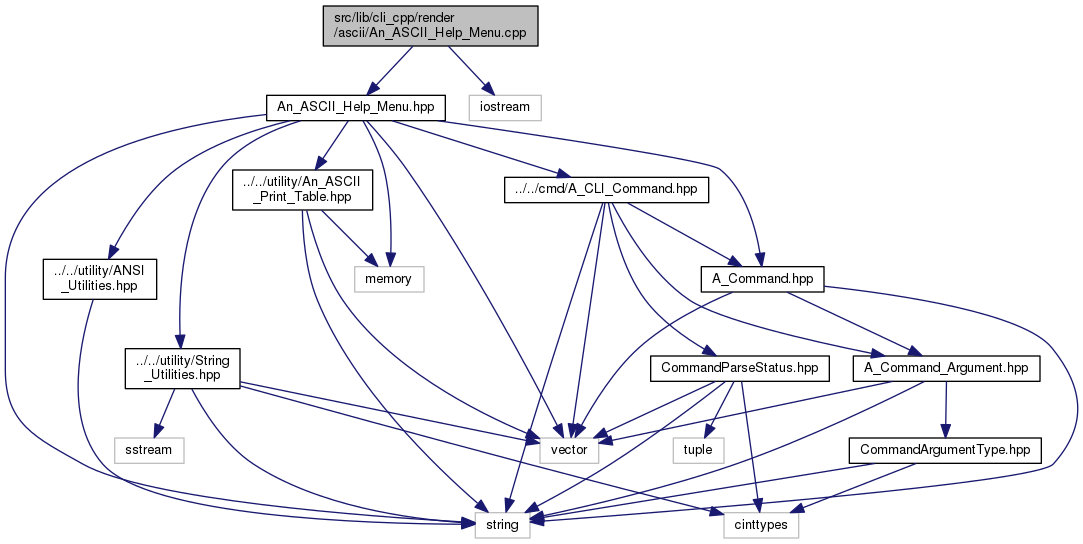 src/lib/cli_cpp/render
/ascii/An_ASCII_Help_Menu.cpp
An_ASCII_Help_Menu.hpp
iostream
../../utility/An_ASCII
_Print_Table.hpp
../../cmd/A_CLI_Command.hpp
../../utility/ANSI
_Utilities.hpp
memory
A_Command.hpp
../../utility/String
_Utilities.hpp
CommandParseStatus.hpp
A_Command_Argument.hpp
sstream
vector
tuple
CommandArgumentType.hpp
string
cinttypes